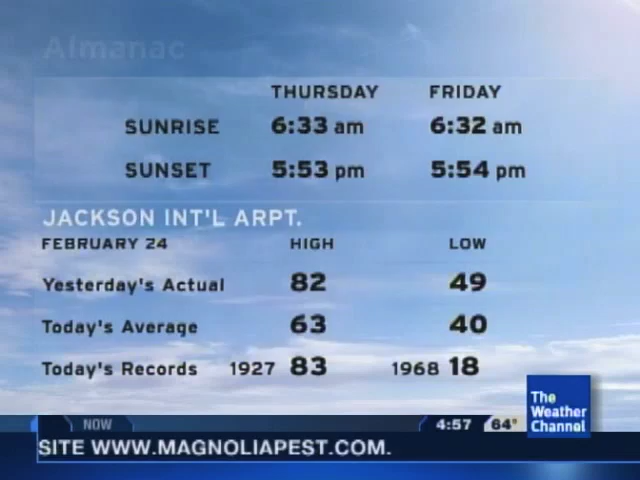 Almanac
THURSDAY FRIDAY
SUNRISE 6:33 am 6:32 am
SUNSET 5:53 pm 5:54 pm
JACKSON INT'L ARPT.
FEBRUARY 24 HIGH LOW
Yesterday's Actual 82 49
Today's Average 63 40
Today's Records 1927 83 1968 18
The
Weather
Channel
NOW 4:57 64°
SITE WWW.MAGNOLIAPEST.COM.